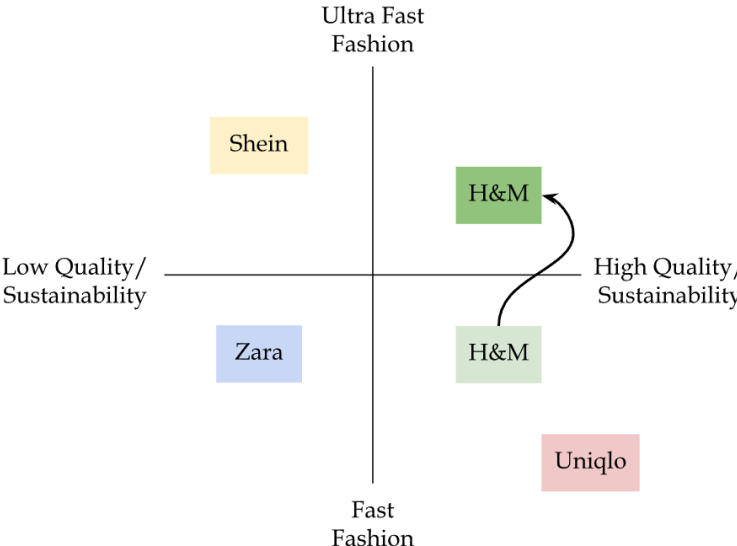 Ultra Fast
Fashion
Shein
H&M
Low Quality/
Sustainability
High Quality/
Sustainability
Zara
H&M
Uniqlo
Fast
Fashion